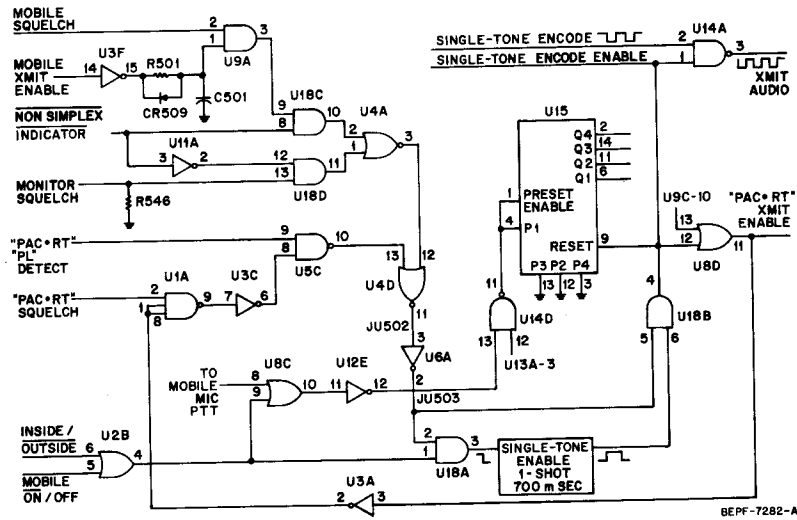 MOBILE
SQUELCH
2
1
3
U9A
U3F
MOBILE
XMIT
ENABLE
14
15
R501
CR509
C501
NON SIMPLEX
INDICATOR
U18C
9
8
10
U4A
2
1
3
U11A
3
2
12
13
11
U18D
MONITOR
SQUELCH
R546
"PAC•RT"
"PL"
DETECT
9
8
10
U5C
13
12
U4D
11
"PAC•RT"
SQUELCH
U1A
2
1
8
9
U3C
7
6
JU502
3
U6A
2
JU503
TO
MOBILE
MIC
PTT
U8C
8
9
10
U12E
11
12
INSIDE/
OUTSIDE
MOBILE
ON/OFF
U2B
6
5
4
2
1
3
U18A
SINGLE-TONE
ENABLE
1-SHOT
700 m SEC
U3A
2
3
SINGLE-TONE ENCODE
SINGLE-TONE ENCODE ENABLE
U14A
2
1
3
XMIT
AUDIO
U15
Q4
2
Q3
14
Q2
11
Q1
6
1
PRESET
ENABLE
4
P1
RESET
9
P3 P2 P4
13
12
3
11
U14D
13
12
U13A-3
U9C-10
13
12
11
U8D
"PAC•RT"
XMIT
ENABLE
4
U18B
5
6
BEPF-7282-A